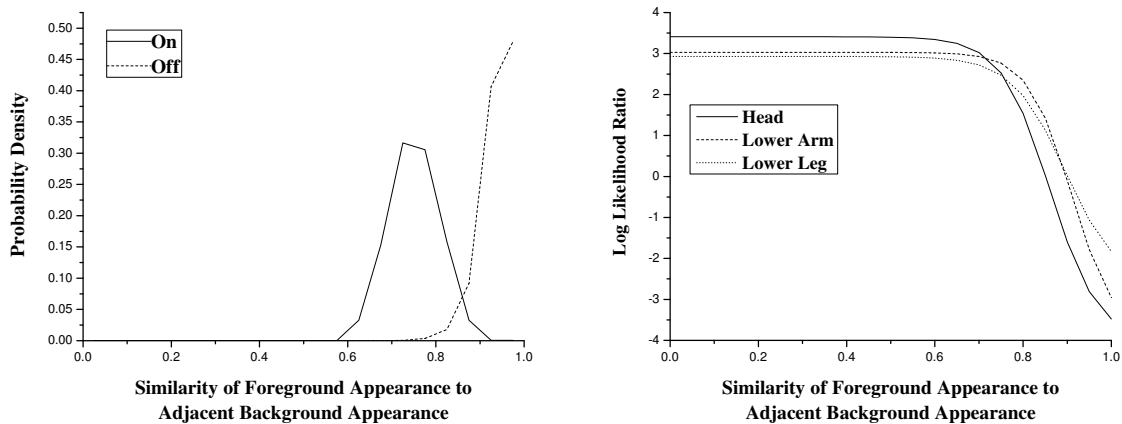 0.50
0.45
0.40
0.35
0.30
0.25
0.20
0.15
0.10
0.05
0.00
Probability Density
On
Off
0.0 0.2 0.4 0.6 0.8 1.0
Similarity of Foreground Appearance to
Adjacent Background Appearance
4
3
2
1
0
-1
-2
-3
-4
Log Likelihood Ratio
Head
Lower Arm
Lower Leg
0.0 0.2 0.4 0.6 0.8 1.0
Similarity of Foreground Appearance to
Adjacent Background Appearance